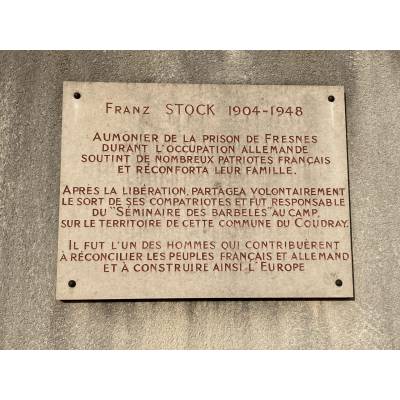 FRANZ STOCK 1904-1948
AUMONIER DE LA PRISON DE FRESNES
DURANT L'OCCUPATION ALLEMANDE
SOUTINT DE NOMBREUX PATRIOTES FRANÇAIS
ET RÉCONFORTA LEUR FAMILLE.
APRÈS LA LIBÉRATION, PARTAGEA VOLONTAIREMENT
LE SORT DE SES COMPATRIOTES ET FUT RESPONSABLE
DU "SÉMINAIRE DES BARBELÉS" AU CAMP,
SUR LE TERRITOIRE DE CETTE COMMUNE DU COUDRAY.
IL FUT L'UN DES HOMMES QUI CONTRIBUÈRENT
À RÉCONCILIER LES PEUPLES FRANÇAIS ET ALLEMAND
ET À CONSTRUIRE AINSI L'EUROPE